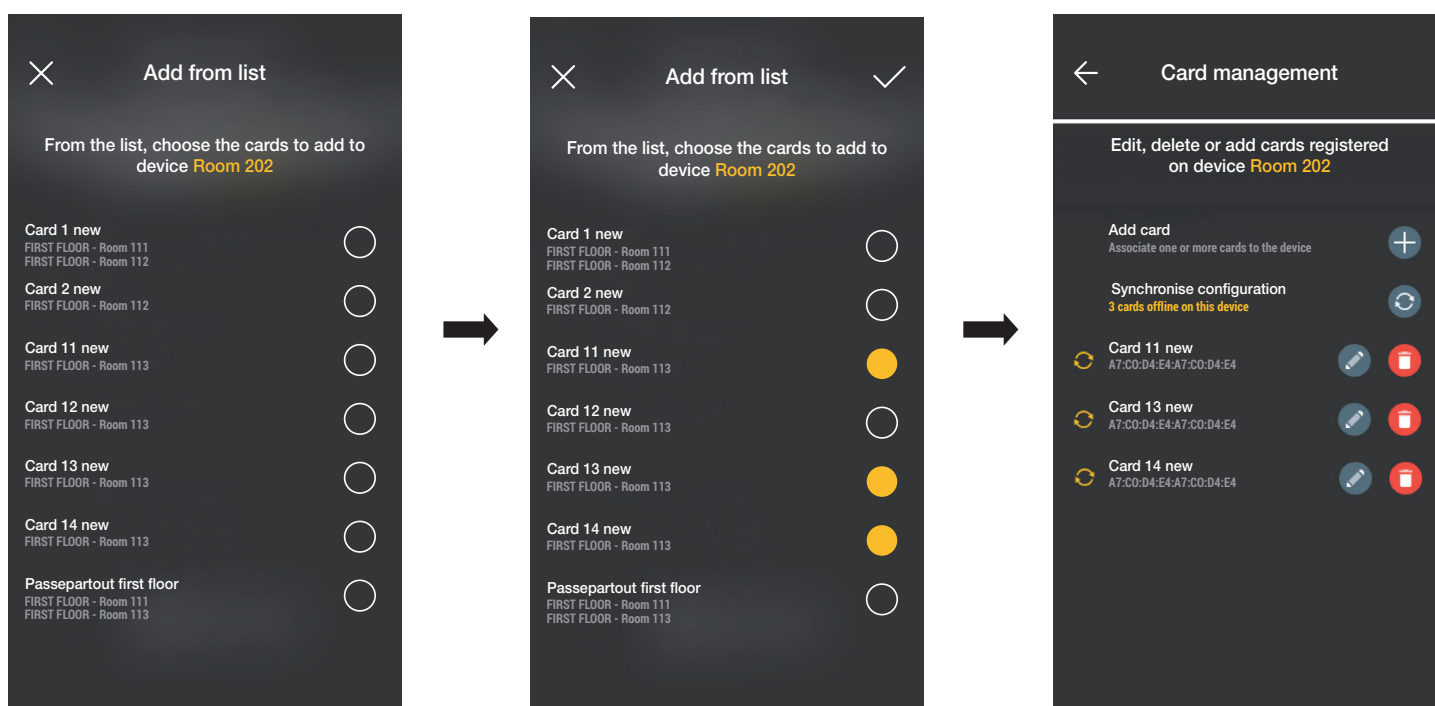 Add from list
From the list, choose the cards to add to
device Room 202
Card 1 new
FIRST FLOOR - Room 111
FIRST FLOOR - Room 112
Card 2 new
FIRST FLOOR - Room 112
Card 11 new
FIRST FLOOR - Room 113
Card 12 new
FIRST FLOOR - Room 113
Card 13 new
FIRST FLOOR - Room 113
Card 14 new
FIRST FLOOR - Room 113
Passepartout first floor
FIRST FLOOR - Room 111
FIRST FLOOR - Room 113
Add from list
From the list, choose the cards to add to
device Room 202
Card 1 new
FIRST FLOOR - Room 111
FIRST FLOOR - Room 112
Card 2 new
FIRST FLOOR - Room 112
Card 11 new
FIRST FLOOR - Room 113
Card 12 new
FIRST FLOOR - Room 113
Card 13 new
FIRST FLOOR - Room 113
Card 14 new
FIRST FLOOR - Room 113
Passepartout first floor
FIRST FLOOR - Room 111
FIRST FLOOR - Room 113
Card management
Edit, delete or add cards registered
on device Room 202
Add card
Associate one or more cards to the device
Synchronise configuration
3 cards offline on this device
Card 11 new
A7:C0:D4:E4:A7:C0:D4:E4
Card 13 new
A7:C0:D4:E4:A7:C0:D4:E4
Card 14 new
A7:C0:D4:E4:A7:C0:D4:E4